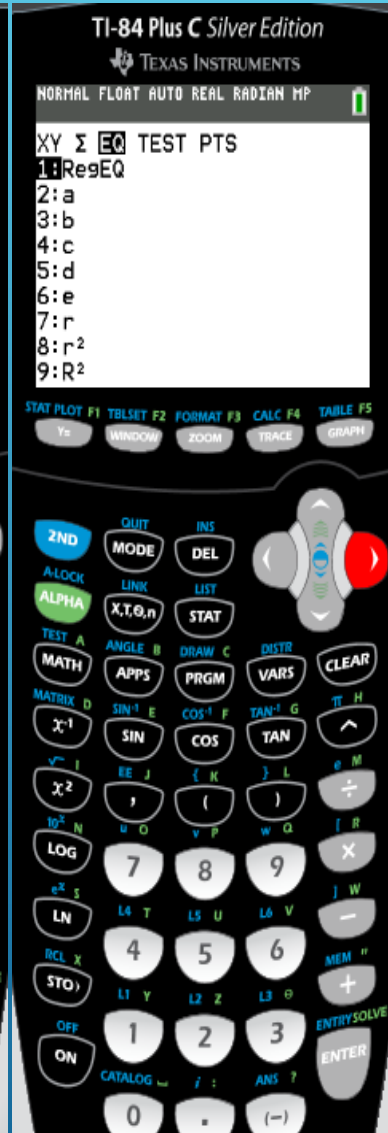 TI-84 Plus C Silver Edition
TEXAS INSTRUMENTS
NORMAL FLOAT AUTO REAL RADIAN MP
XY Σ EQ TEST PTS
1:RegEQ
2:a
3:b
4:c
5:d
6:e
7:r
8:r²
9:R²
STAT PLOT F1 TBLSET F2 FORMAT F3 CALC F4 TABLE F5
Y= WINDOW ZOOM TRACE GRAPH
QUIT INS
2ND MODE DEL
A-LOCK LINK LIST
ALPHA X,T,θ,n STAT
TEST A ANGLE B DRAW C DISTR
MATH APPS PRGM VARS CLEAR
MATRIX D SIN⁻¹ E COS⁻¹ F TAN⁻¹ G π H
x⁻¹ SIN COS TAN ^
√ I EE J { K } L e M
x² , ( ) ÷
10ˣ N u O v P w Q [ R
LOG 7 8 9 ×
eˣ S L4 T L5 U L6 V ] W
LN 4 5 6 −
RCL X L1 Y L2 Z L3 θ MEM "
STO› 1 2 3 +
OFF CATALOG ⎵ i : ANS ? ENTRY SOLVE
ON 0 . (−) ENTER